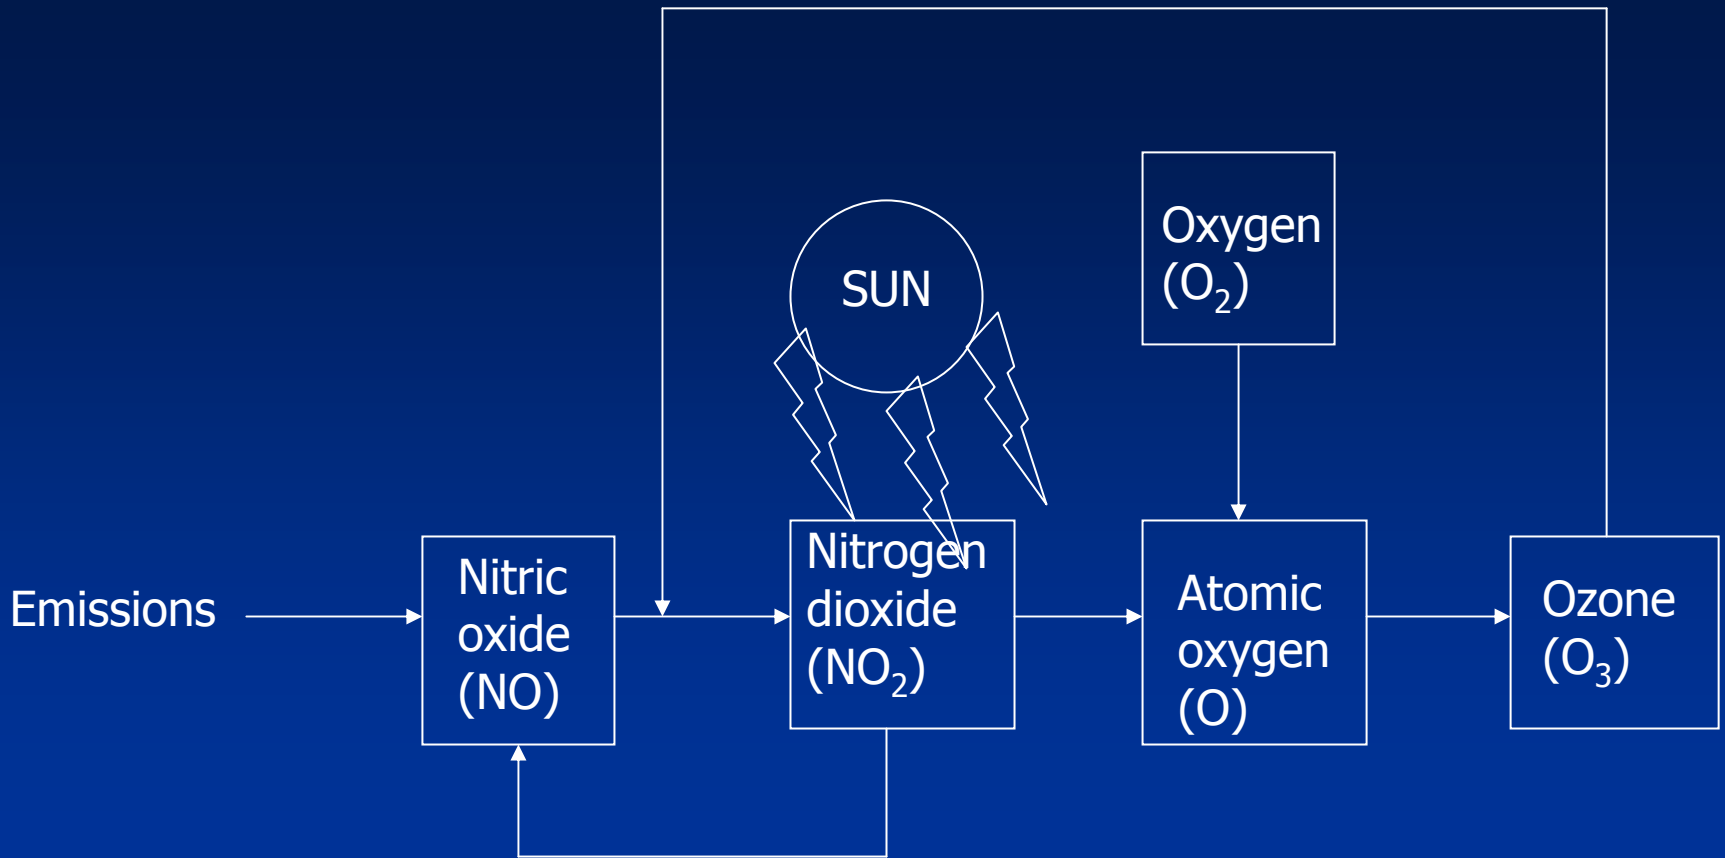 SUN
Oxygen
(O₂)
Emissions
Nitric
oxide
(NO)
Nitrogen
dioxide
(NO₂)
Atomic
oxygen
(O)
Ozone
(O₃)